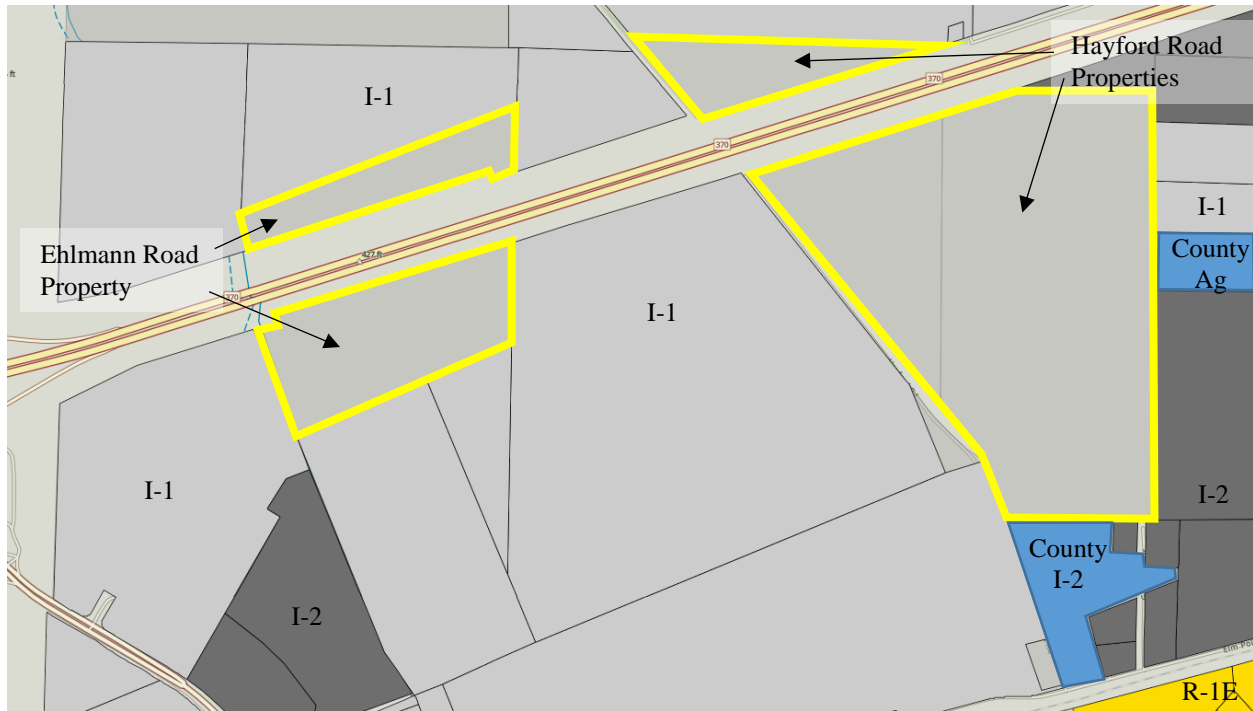 ft
I-1
370
Hayford Road
Properties
370
I-1
Ehlmann Road
Property
427 ft
County
Ag
370
I-1
I-1
I-2
County
I-2
I-2
R-1E